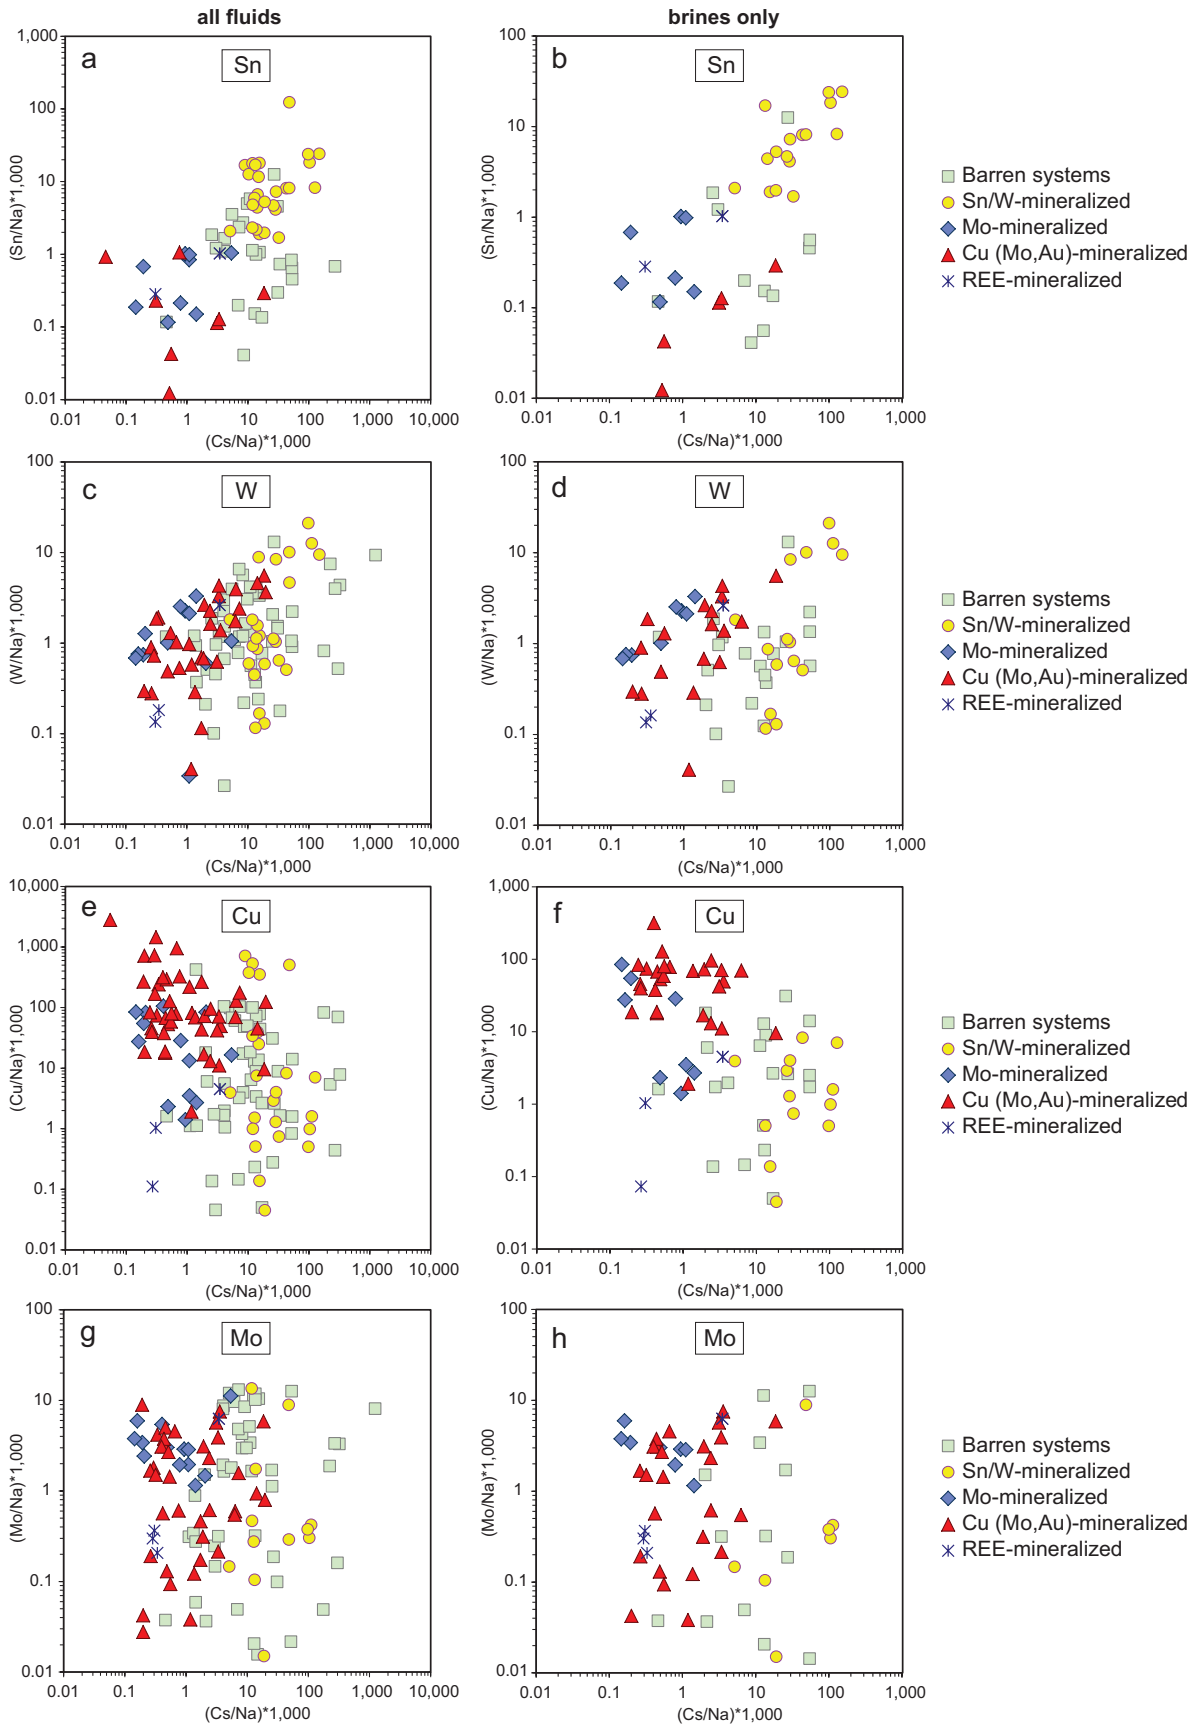 all fluids
brines only
a
Sn
1,000
100
10
1
0.1
0.01
(Sn/Na)*1,000
0.01 0.1 1 10 100 1,000 10,000
(Cs/Na)*1,000
b
Sn
100
10
1
0.1
0.01
(Sn/Na)*1,000
0.01 0.1 1 10 100 1,000
(Cs/Na)*1,000
Barren systems
Sn/W-mineralized
Mo-mineralized
Cu (Mo,Au)-mineralized
REE-mineralized
c
W
100
10
1
0.1
0.01
(W/Na)*1,000
0.01 0.1 1 10 100 1,000 10,000
(Cs/Na)*1,000
d
W
100
10
1
0.1
0.01
(W/Na)*1,000
0.01 0.1 1 10 100 1,000
(Cs/Na)*1,000
Barren systems
Sn/W-mineralized
Mo-mineralized
Cu (Mo,Au)-mineralized
REE-mineralized
e
Cu
10,000
1,000
100
10
1
0.1
0.01
(Cu/Na)*1,000
0.01 0.1 1 10 100 1,000 10,000
(Cs/Na)*1,000
f
Cu
1,000
100
10
1
0.1
0.01
(Cu/Na)*1,000
0.01 0.1 1 10 100 1,000
(Cs/Na)*1,000
Barren systems
Sn/W-mineralized
Mo-mineralized
Cu (Mo,Au)-mineralized
REE-mineralized
g
Mo
100
10
1
0.1
0.01
(Mo/Na)*1,000
0.01 0.1 1 10 100 1,000 10,000
(Cs/Na)*1,000
h
Mo
100
10
1
0.1
0.01
(Mo/Na)*1,000
0.01 0.1 1 10 100 1,000
(Cs/Na)*1,000
Barren systems
Sn/W-mineralized
Mo-mineralized
Cu (Mo,Au)-mineralized
REE-mineralized